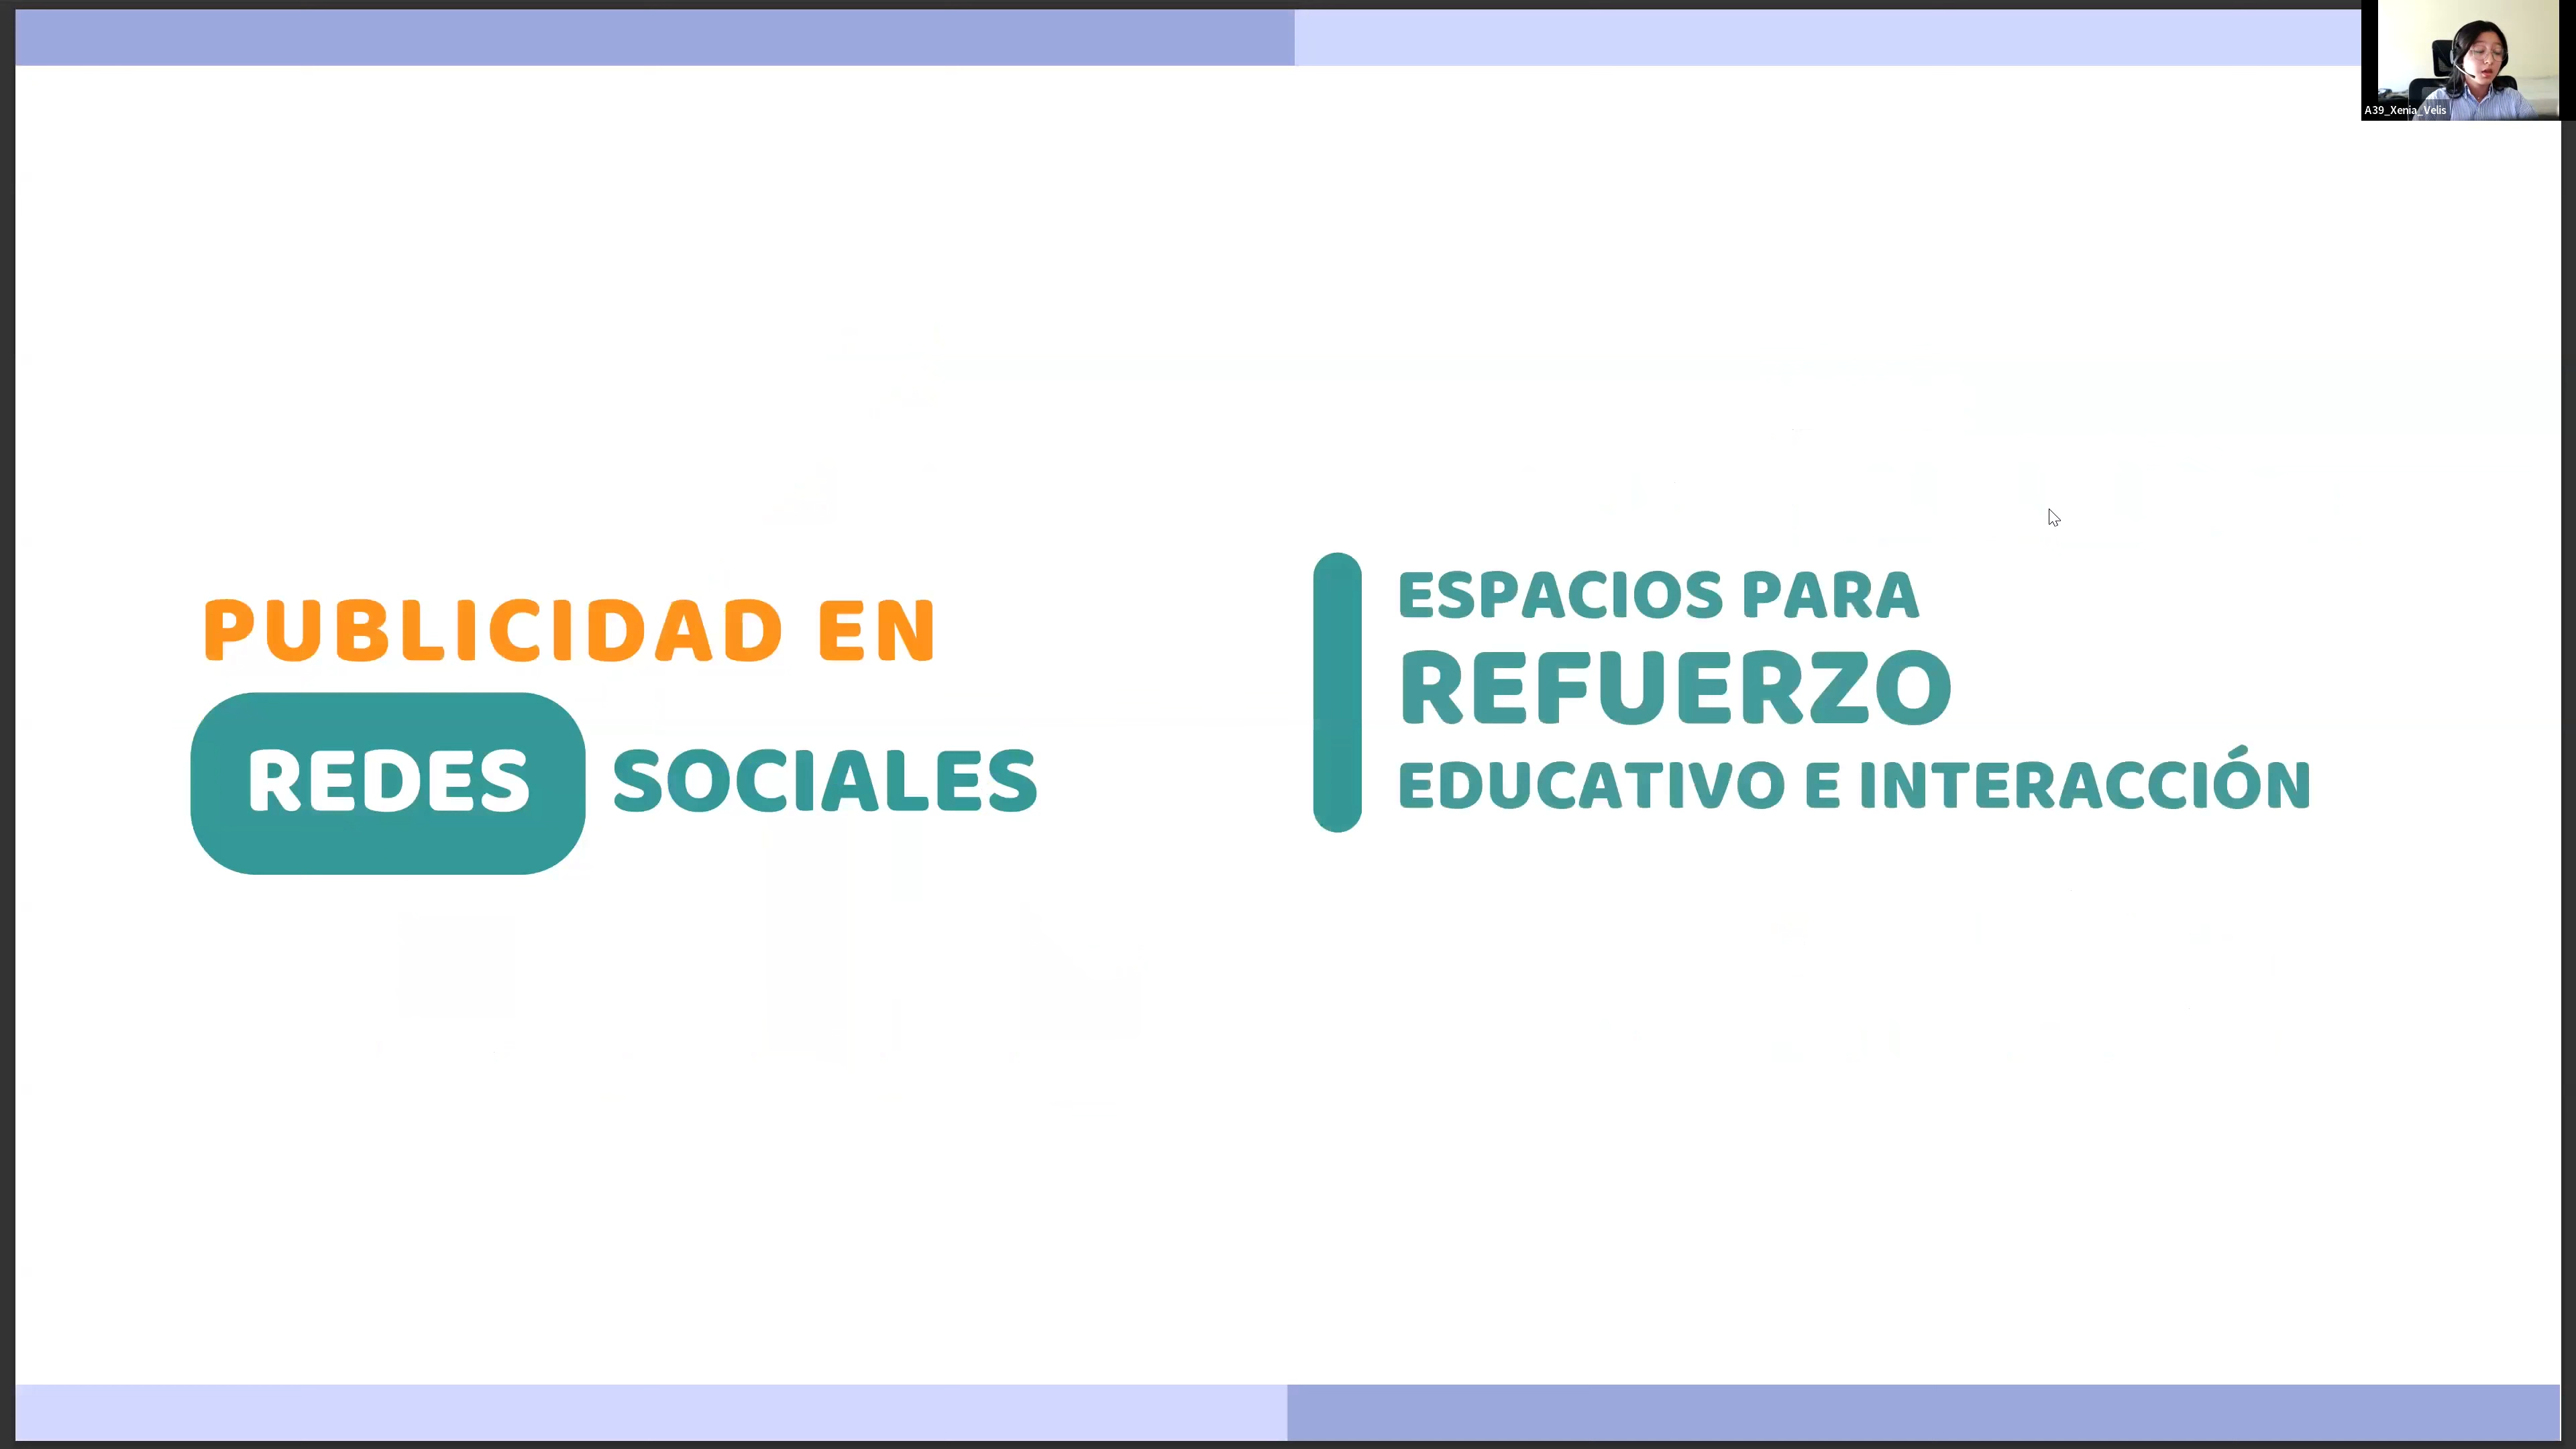 A39_Xenia_Velis
PUBLICIDAD EN
REDES SOCIALES
ESPACIOS PARA
REFUERZO
EDUCATIVO E INTERACCIÓN